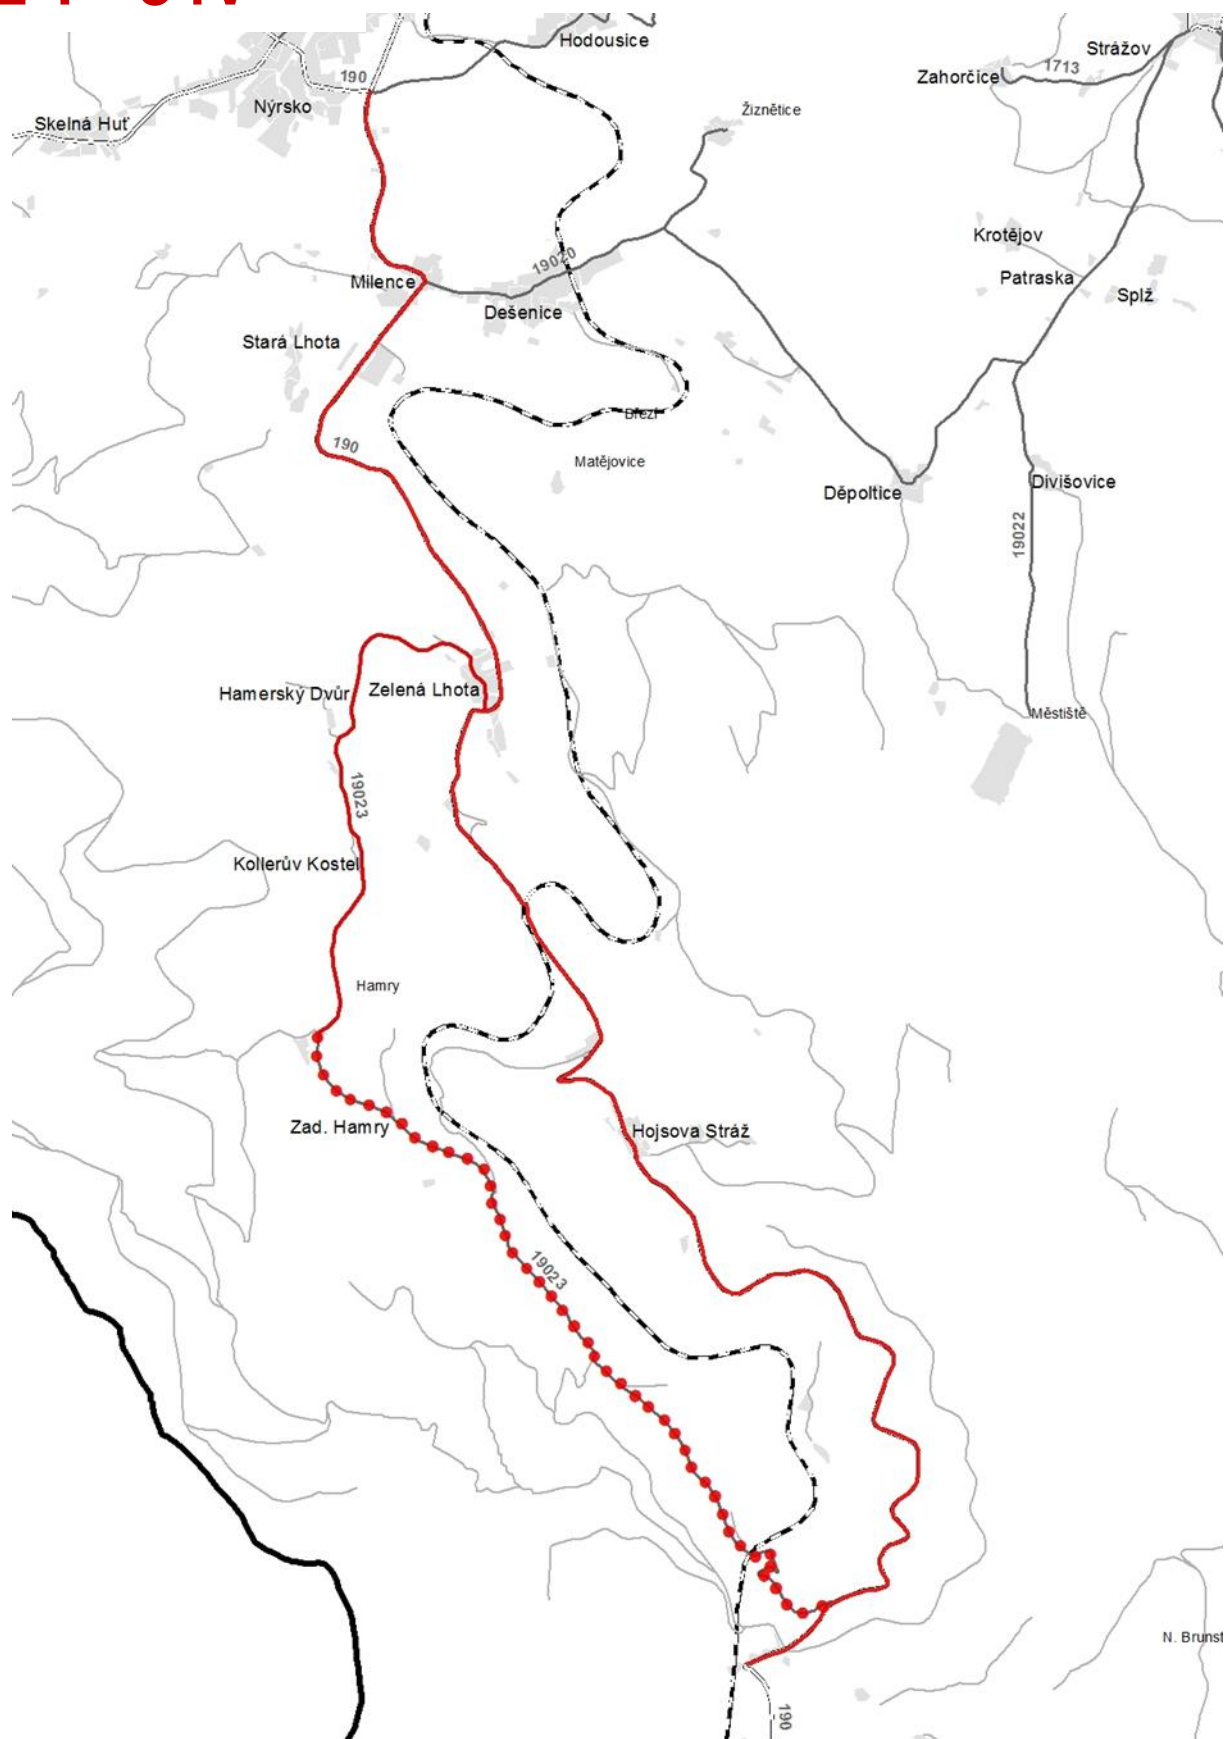 Hodousice
Strážov
190
1713
Zahorčice
Nýrsko
Žiznětice
Skelná Huť
Krotějov
19020
Milence
Patraska
Splž
Dešenice
Stará Lhota
Březí
190
Matějovice
Děpoltice
Divišovice
19022
Hamerský Dvůr
Zelená Lhota
Městiště
19023
Kollerův Kostel
Hamry
Zad. Hamry
Hojsova Stráž
19023
N. Brunst
190